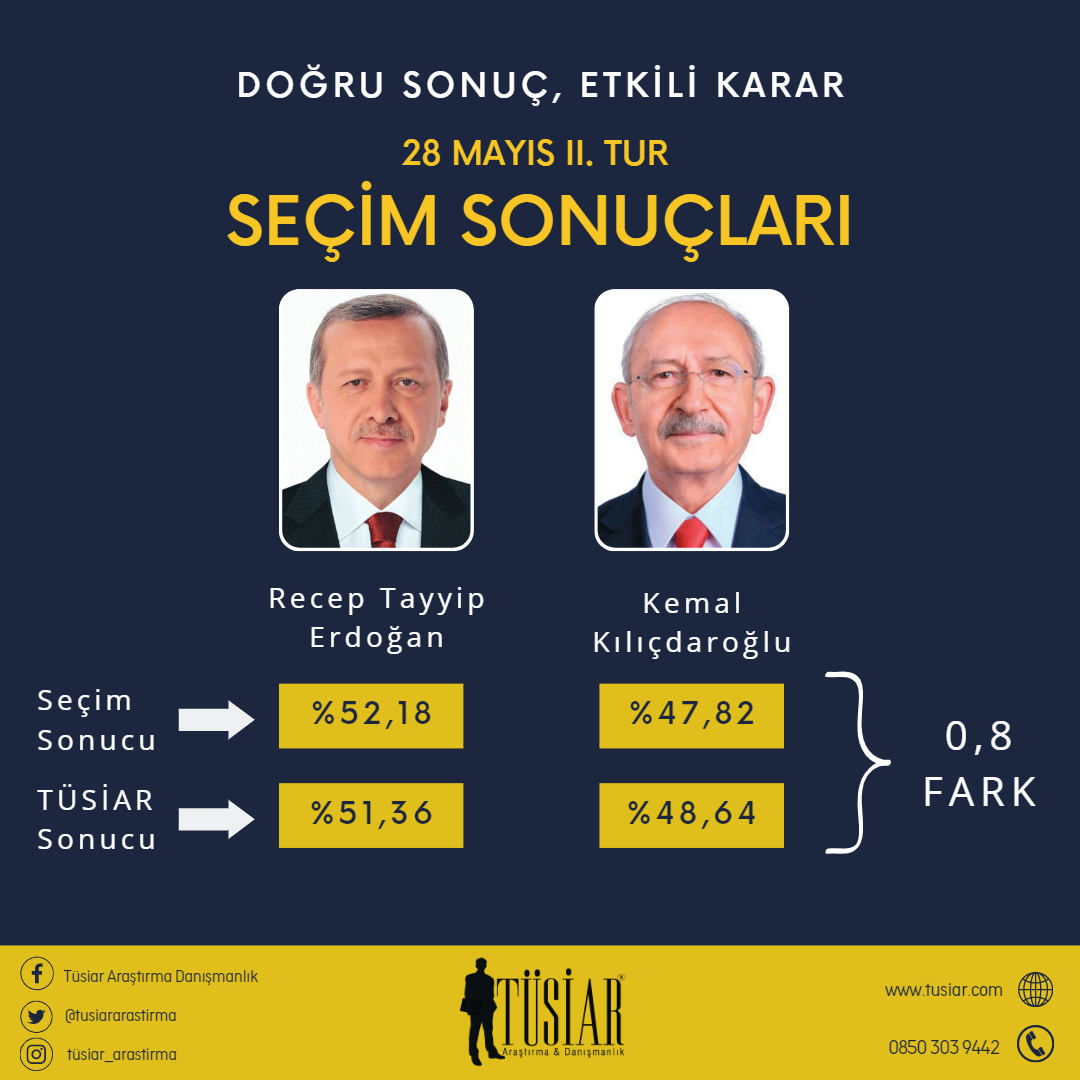 DOĞRU SONUÇ, ETKİLİ KARAR
28 MAYIS II. TUR
SEÇİM SONUÇLARI
Recep Tayyip
Erdoğan
Kemal
Kılıçdaroğlu
Seçim
Sonucu
%52,18
%47,82
TÜSİAR
Sonucu
%51,36
%48,64
0,8
FARK
Tüsiar Araştırma Danışmanlık
@tusiararastirma
tüsiar_arastirma
TÜSİAR®
Araştırma & Danışmanlık
www.tusiar.com
0850 303 9442